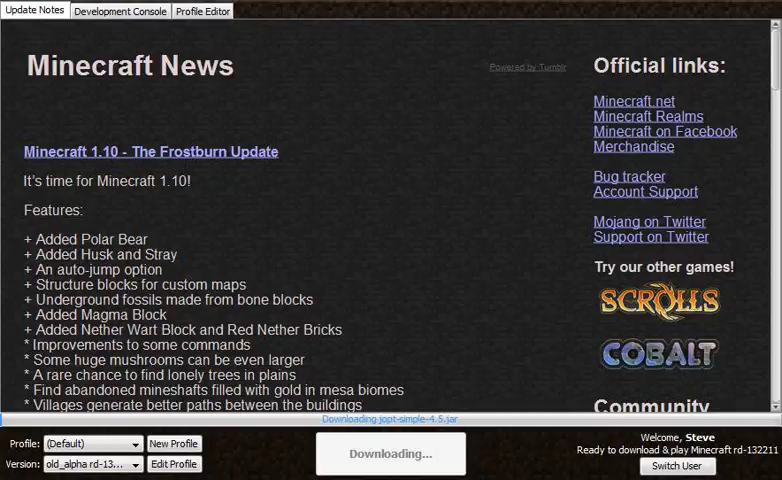 Update Notes
Development Console
Profile Editor
Minecraft News
Powered by Tumblr
Minecraft 1.10 - The Frostburn Update
It's time for Minecraft 1.10!
Features:
+ Added Polar Bear
+ Added Husk and Stray
+ An auto-jump option
+ Structure blocks for custom maps
+ Underground fossils made from bone blocks
+ Added Magma Block
+ Added Nether Wart Block and Red Nether Bricks
* Improvements to some commands
* Some huge mushrooms can be even larger
* A rare chance to find lonely trees in plains
* Find abandoned mineshafts filled with gold in mesa biomes
* Villages generate better paths between the buildings
Official links:
Minecraft.net
Minecraft Realms
Minecraft on Facebook
Merchandise
Bug tracker
Account Support
Mojang on Twitter
Support on Twitter
Try our other games!
SCROLLS
COBALT
Community
Downloading jopt-simple-4.5.jar
Profile: (Default)
New Profile
Version: old_alpha rd-13...
Edit Profile
Downloading...
Welcome, Steve
Ready to download & play Minecraft rd-132211
Switch User